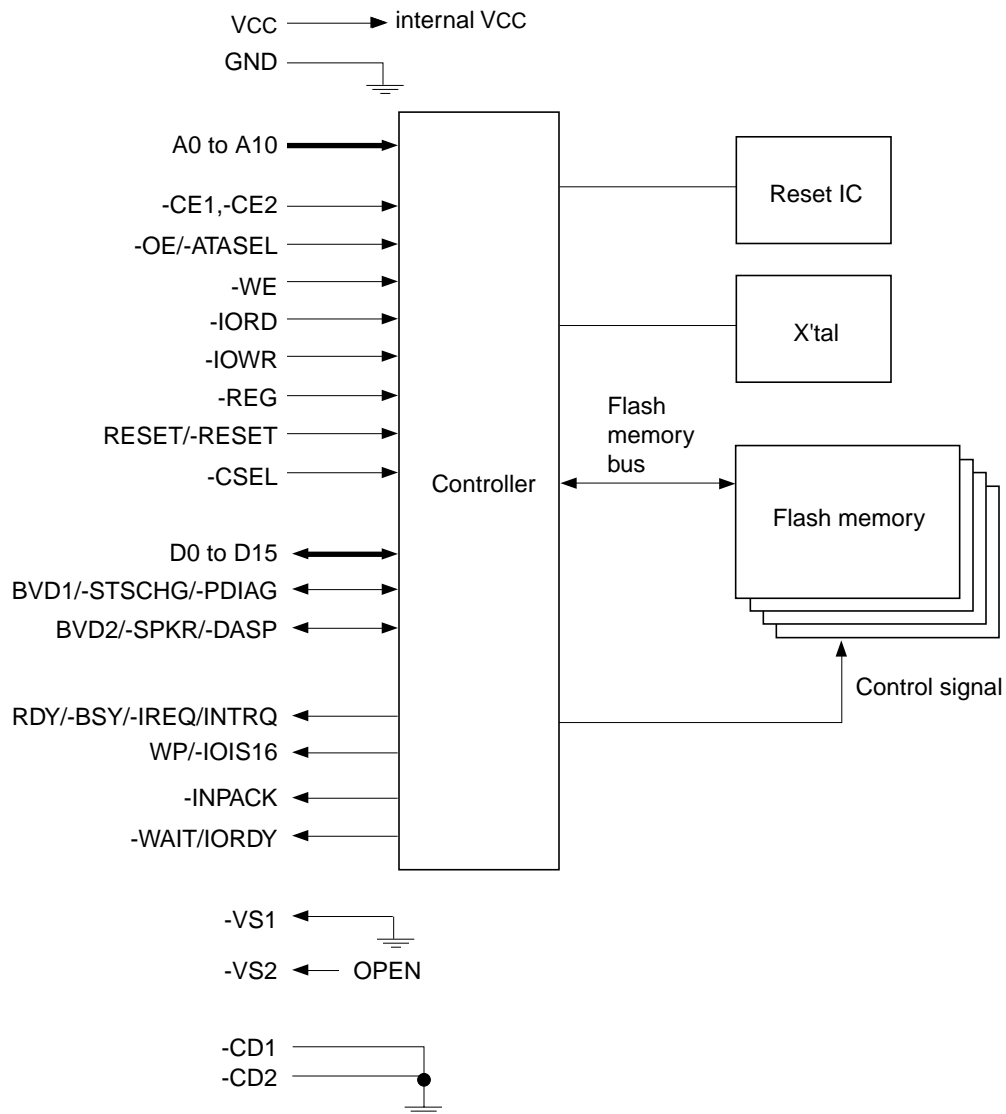 VCC
internal VCC
GND
A0 to A10
-CE1,-CE2
-OE/-ATASEL
-WE
-IORD
-IOWR
-REG
RESET/-RESET
-CSEL
D0 to D15
BVD1/-STSCHG/-PDIAG
BVD2/-SPKR/-DASP
RDY/-BSY/-IREQ/INTRQ
WP/-IOIS16
-INPACK
-WAIT/IORDY
-VS1
-VS2
OPEN
-CD1
-CD2
Controller
Reset IC
X'tal
Flash
memory
bus
Flash memory
Control signal